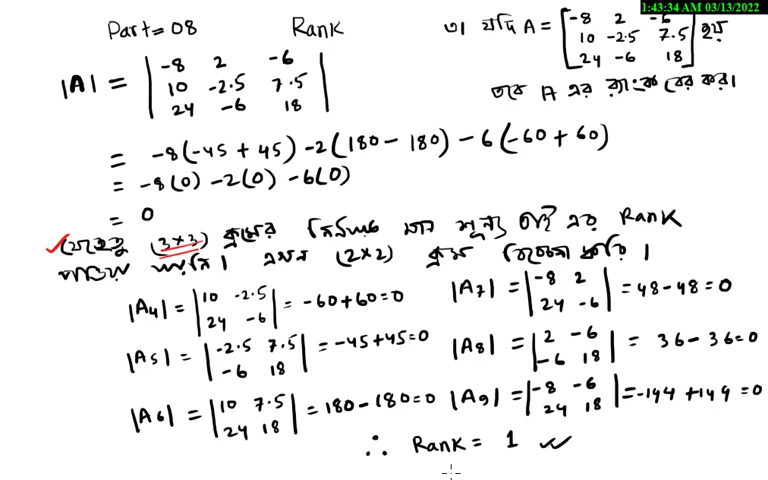 1:43:34 AM 03/13/2022
Part= 08 Rank
৩। যদি A = [-8 2 -6
10 -2.5 7.5
24 -6 18] হয়
তবে A এর র‍্যাংক বের কর।
|A| = |-8 2 -6
10 -2.5 7.5
24 -6 18|
= -8(-45 + 45) -2(180 - 180) - 6(-60 + 60)
= -8(0) -2(0) -6(0)
= 0
যেহেতু (3×3) ক্রমের নির্ণায়কের মান শূন্য তাই এর Rank
এখন (2×2) ক্রম বিবেচনা করি।
|A4| = |10 -2.5
24 -6| = -60+60=0
|A7| = |-8 2
24 -6| = 48-48=0
|A5| = |-2.5 7.5
-6 18| = -45+45=0
|A8| = |2 -6
-6 18| = 36-36=0
|A6| = |10 7.5
24 18| = 180-180=0
|A9| = |-8 -6
24 18| = -144+144=0
∴ Rank = 1